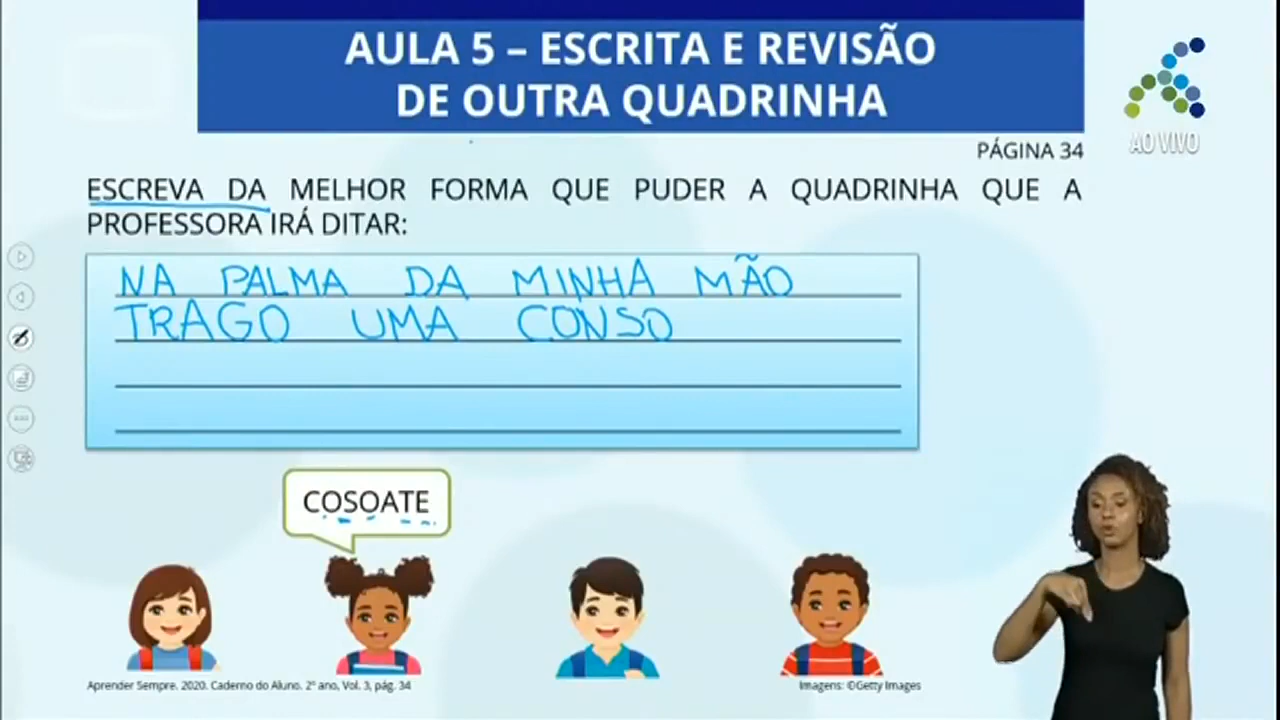 AULA 5 – ESCRITA E REVISÃO
DE OUTRA QUADRINHA
AO VIVO
PÁGINA 34
ESCREVA DA MELHOR FORMA QUE PUDER A QUADRINHA QUE A
PROFESSORA IRÁ DITAR:
NA PALMA DA MINHA MÃO
TRAGO UMA CONSO
COSOATE
Aprender Sempre. 2020. Caderno do Aluno. 2º ano, Vol. 3, pág. 34
Imagens: ©Getty Images